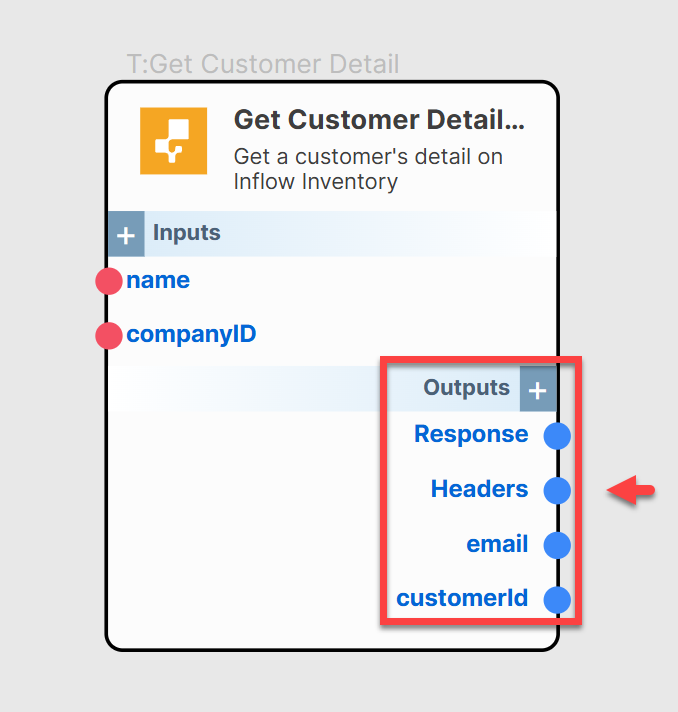 T:Get Customer Detail
Get Customer Detail...
Get a customer's detail on
Inflow Inventory
+ Inputs
name
companyID
Outputs +
Response
Headers
email
customerId